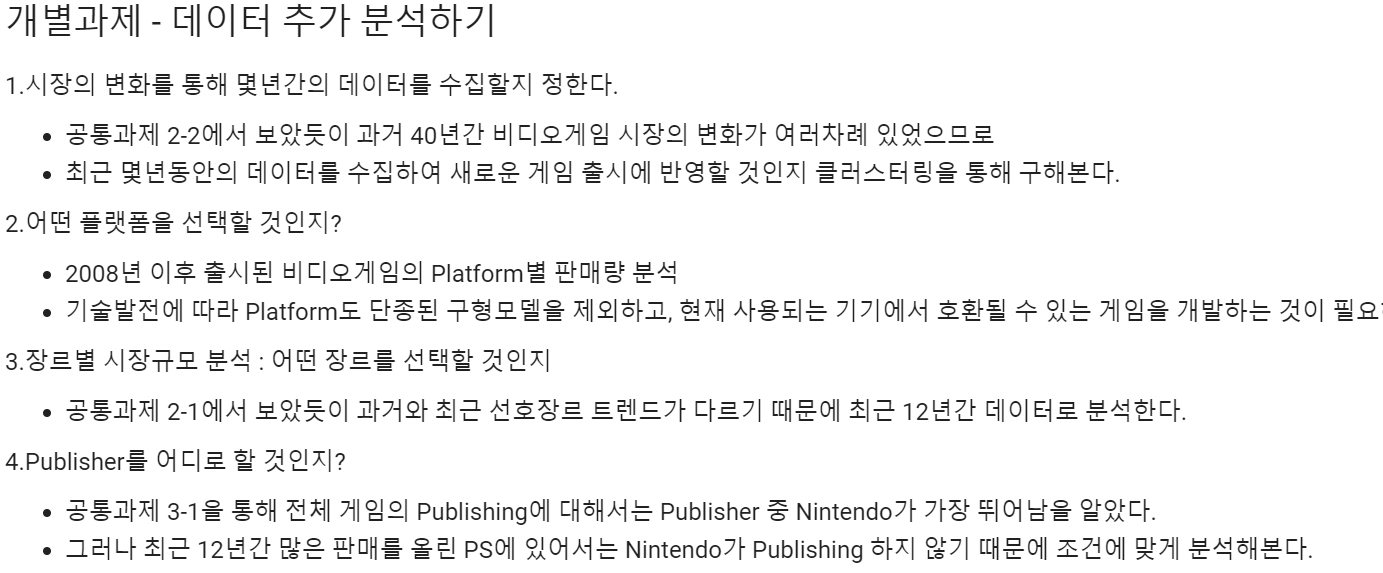 개별과제 - 데이터 추가 분석하기
1.시장의 변화를 통해 몇년간의 데이터를 수집할지 정한다.
• 공통과제 2-2에서 보았듯이 과거 40년간 비디오게임 시장의 변화가 여러차례 있었으므로
• 최근 몇년동안의 데이터를 수집하여 새로운 게임 출시에 반영할 것인지 클러스터링을 통해 구해본다.
2.어떤 플랫폼을 선택할 것인지?
• 2008년 이후 출시된 비디오게임의 Platform별 판매량 분석
• 기술발전에 따라 Platform도 단종된 구형모델을 제외하고, 현재 사용되는 기기에서 호환될 수 있는 게임을 개발하는 것이 필요
3.장르별 시장규모 분석 : 어떤 장르를 선택할 것인지
• 공통과제 2-1에서 보았듯이 과거와 최근 선호장르 트렌드가 다르기 때문에 최근 12년간 데이터로 분석한다.
4.Publisher를 어디로 할 것인지?
• 공통과제 3-1을 통해 전체 게임의 Publishing에 대해서는 Publisher 중 Nintendo가 가장 뛰어남을 알았다.
• 그러나 최근 12년간 많은 판매를 올린 PS에 있어서는 Nintendo가 Publishing 하지 않기 때문에 조건에 맞게 분석해본다.